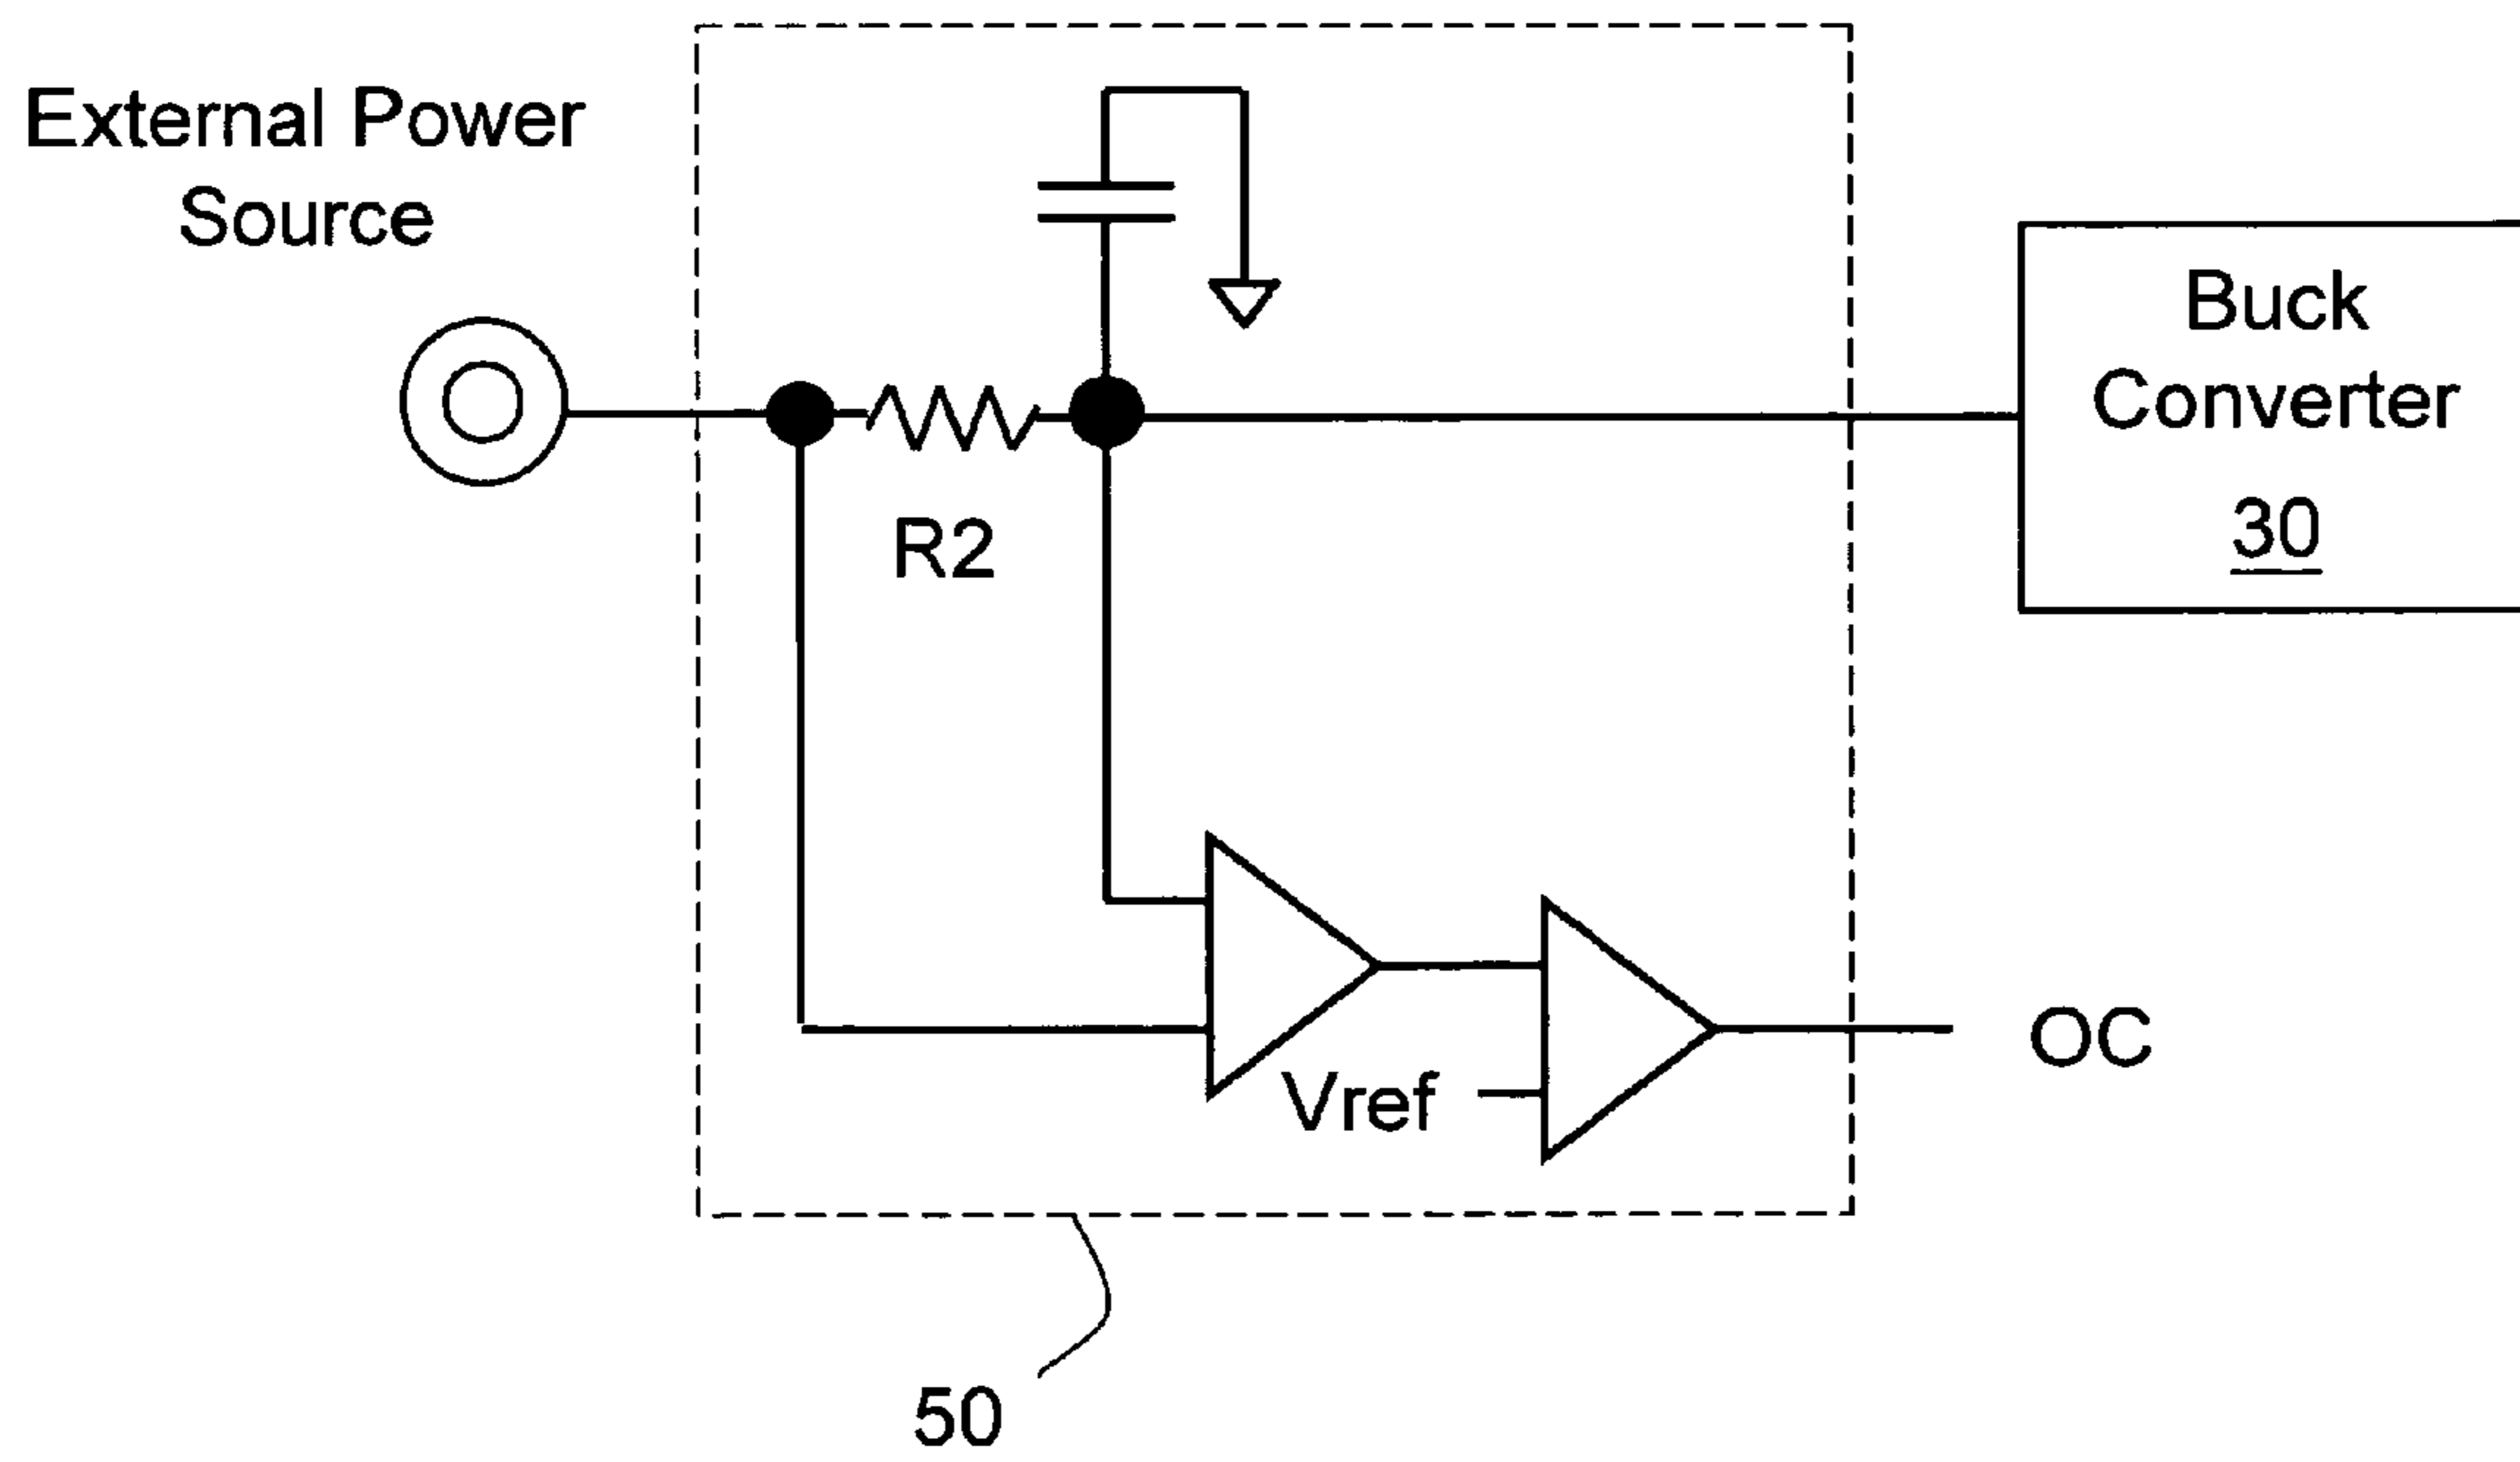 External Power
Source
Buck
Converter
30
R2
Vref
OC
50